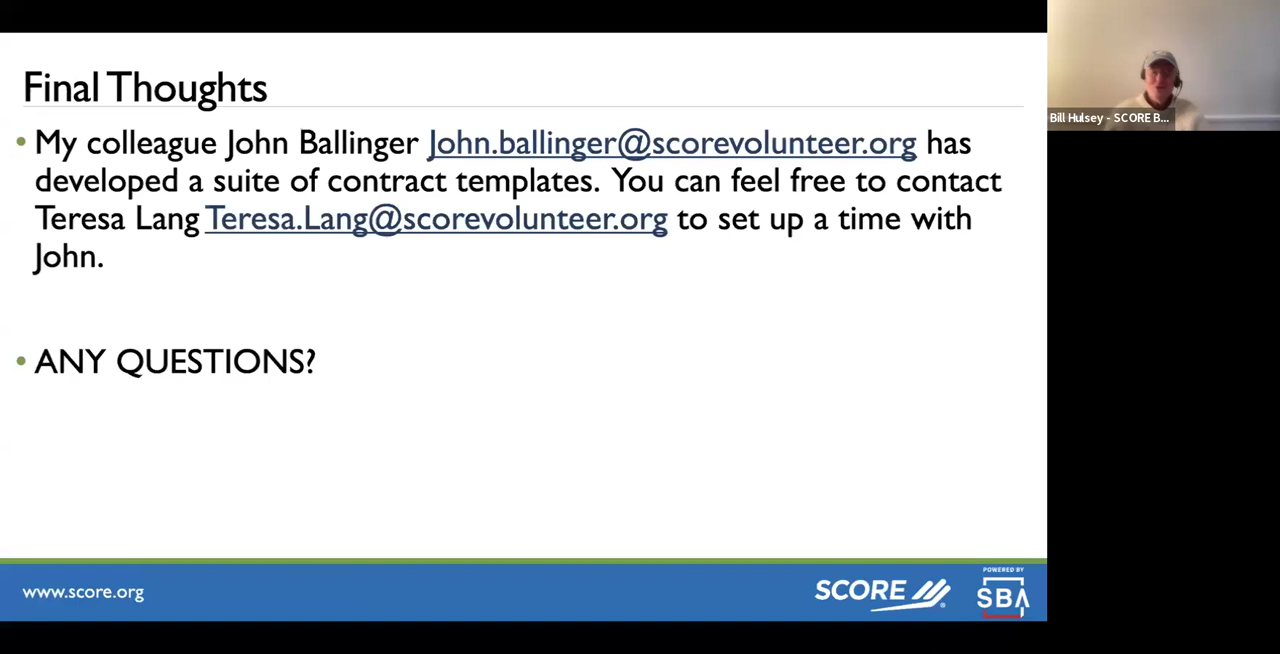 Final Thoughts
• My colleague John Ballinger John.ballinger@scorevolunteer.org has
developed a suite of contract templates. You can feel free to contact
Teresa Lang Teresa.Lang@scorevolunteer.org to set up a time with
John.
• ANY QUESTIONS?
www.score.org
SCORE
POWERED BY
SBA
Bill Hulsey - SCORE B...